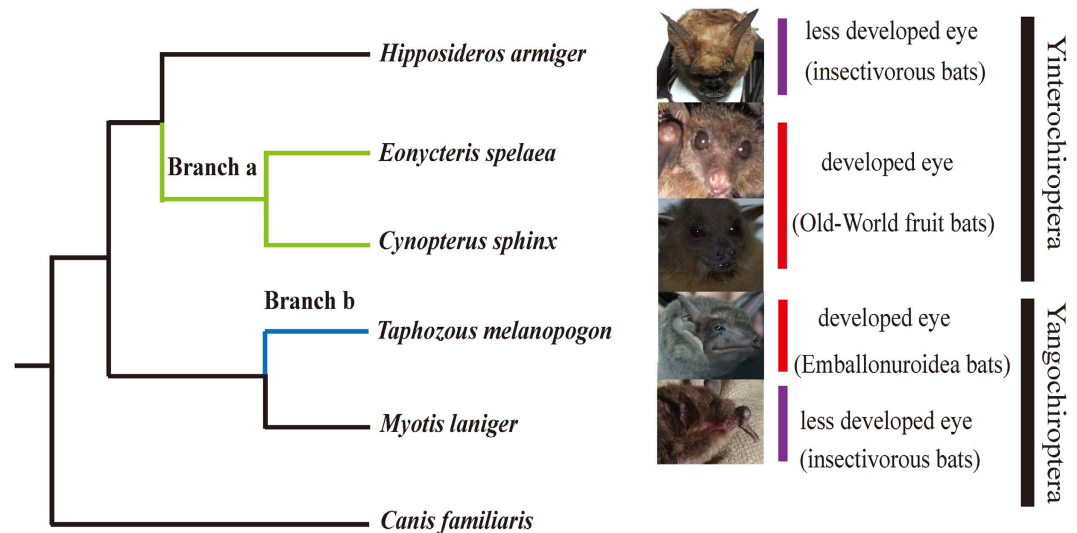 Hipposideros armiger
less developed eye
(insectivorous bats)
Branch a
Eonycteris spelaea
developed eye
(Old-World fruit bats)
Cynopterus sphinx
Yinterochiroptera
Branch b
Taphozous melanopogon
developed eye
(Emballonuroidea bats)
Myotis laniger
less developed eye
(insectivorous bats)
Yangochiroptera
Canis familiaris